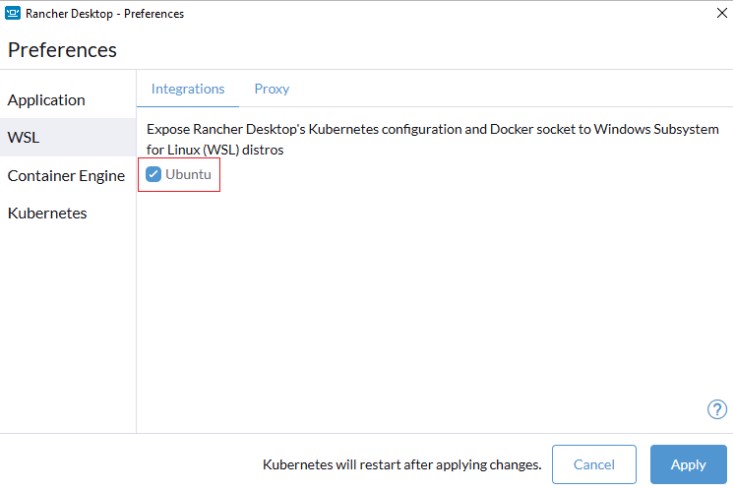 Rancher Desktop - Preferences
Preferences
Application
WSL
Container Engine
Kubernetes
Integrations Proxy
Expose Rancher Desktop's Kubernetes configuration and Docker socket to Windows Subsystem
for Linux (WSL) distros
Ubuntu
?
Kubernetes will restart after applying changes. Cancel Apply